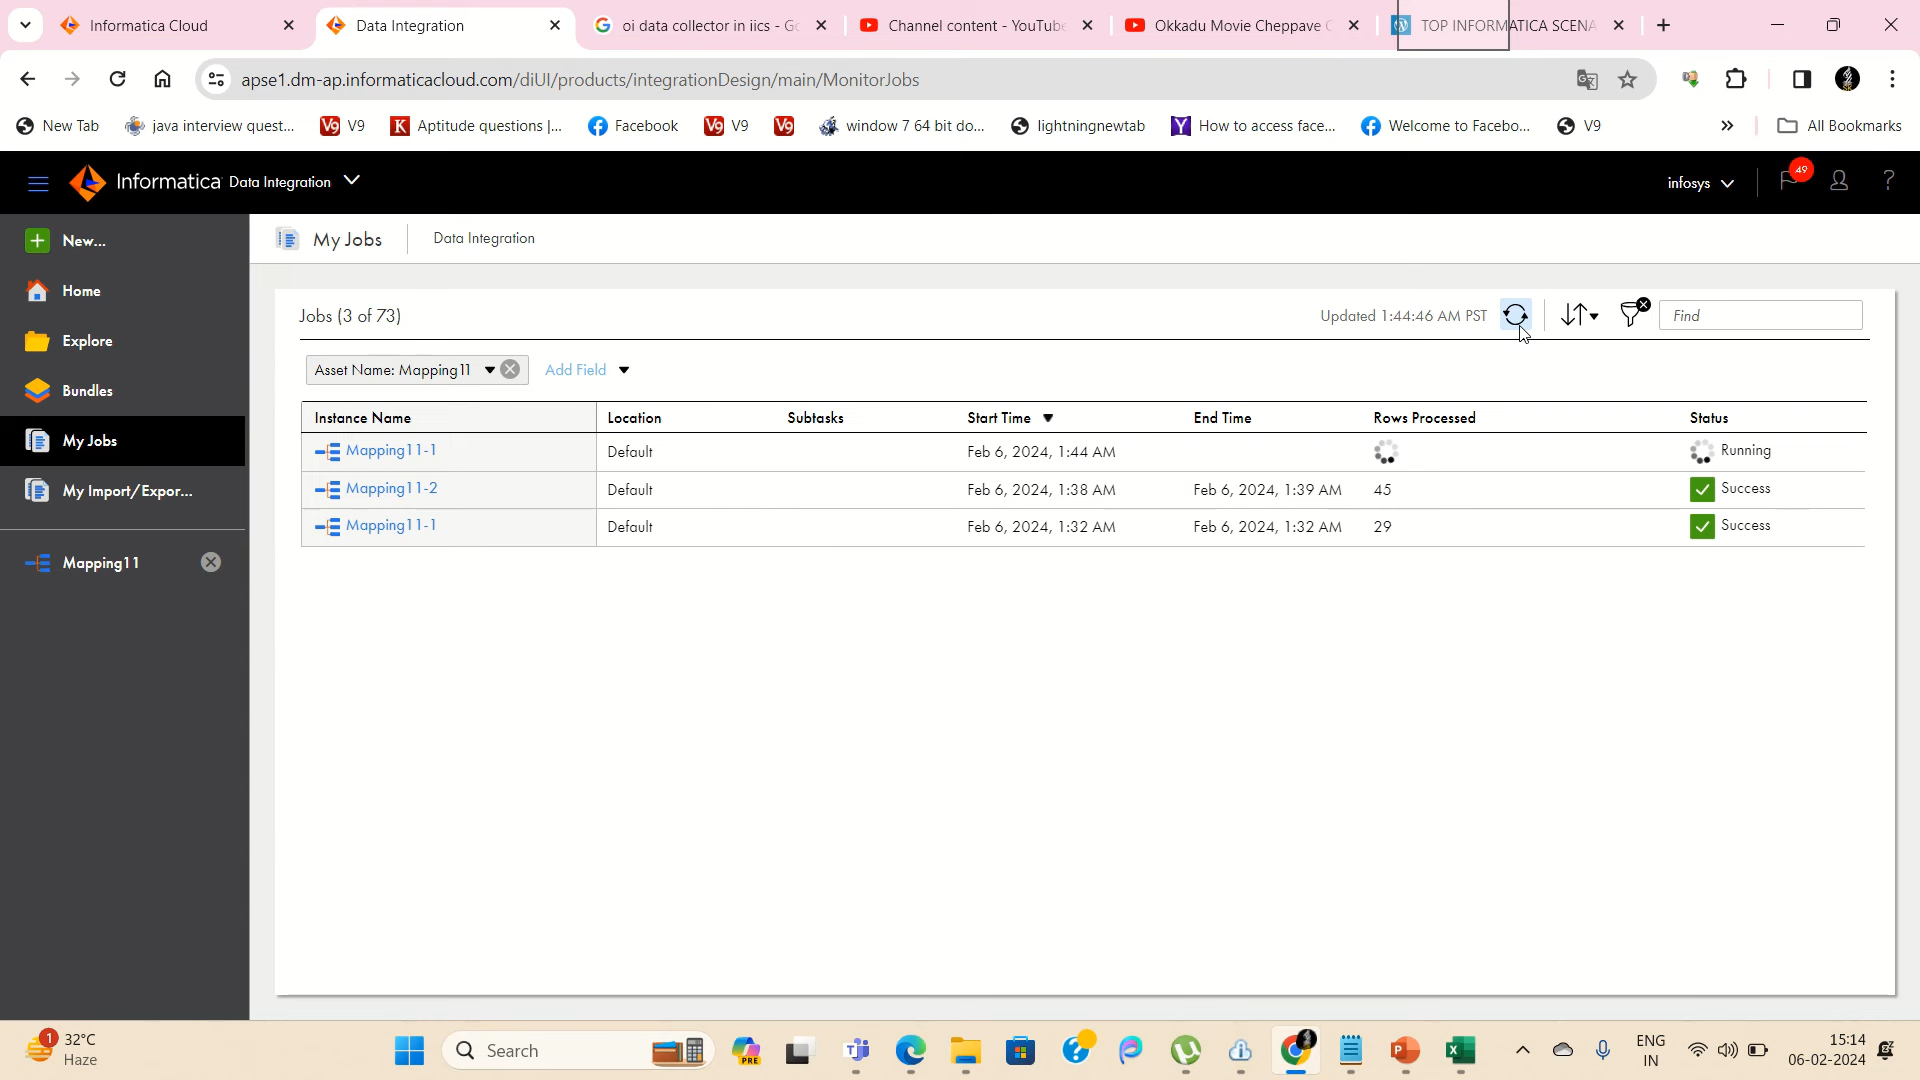 Informatica Cloud
Data Integration
oi data collector in iics - Go
Channel content - YouTube
Okkadu Movie Cheppave C
TOP INFORMATICA SCENA
apse1.dm-ap.informaticacloud.com/diUI/products/integrationDesign/main/MonitorJobs
New Tab
java interview quest...
V9 V9
K Aptitude questions |...
Facebook
V9 V9
V9
window 7 64 bit do...
lightningnewtab
Y How to access face...
Welcome to Facebo...
V9
»
All Bookmarks
Informatica Data Integration
infosys
49
?
New...
Home
Explore
Bundles
My Jobs
My Import/Expor...
Mapping11
My Jobs
Data Integration
Jobs (3 of 73)
Updated 1:44:46 AM PST
Find
Asset Name: Mapping11
Add Field
Instance Name Location Subtasks Start Time End Time Rows Processed Status
Mapping11-1 Default Feb 6, 2024, 1:44 AM Running
Mapping11-2 Default Feb 6, 2024, 1:38 AM Feb 6, 2024, 1:39 AM 45 Success
Mapping11-1 Default Feb 6, 2024, 1:32 AM Feb 6, 2024, 1:32 AM 29 Success
1
32°C
Haze
Search
PRE
ENG
IN
15:14
06-02-2024